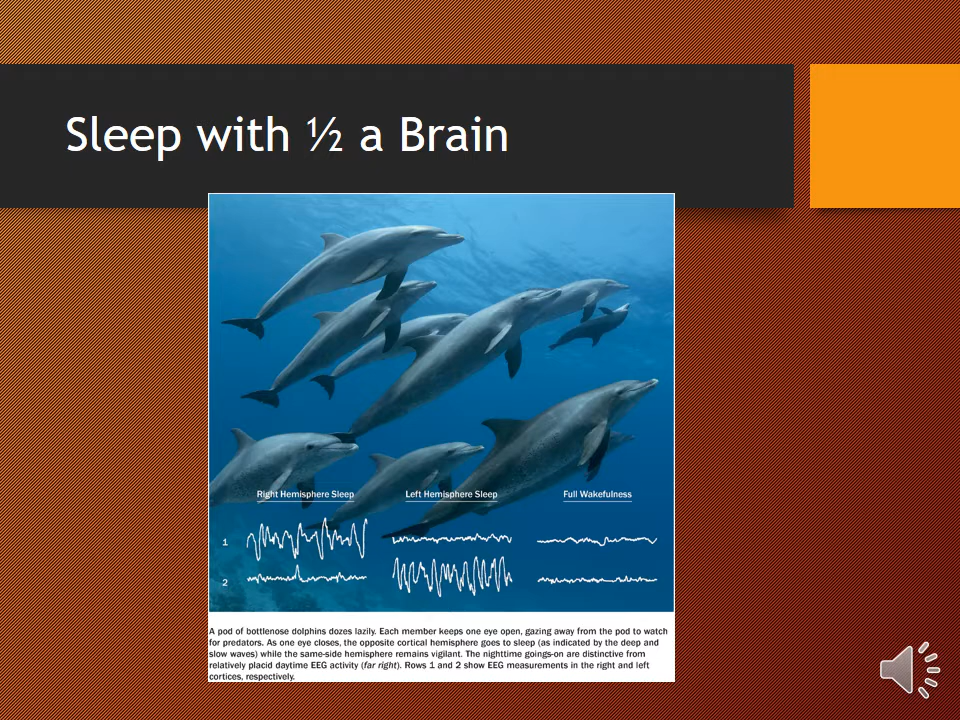 Sleep with ½ a Brain
Right Hemisphere Sleep Left Hemisphere Sleep Full Wakefulness
1
2
A pod of bottlenose dolphins dozes lazily. Each member keeps one eye open, gazing away from the pod to watch
for predators. As one eye closes, the opposite cortical hemisphere goes to sleep (as indicated by the deep and
slow waves) while the same-side hemisphere remains vigilant. The nighttime goings-on are distinctive from
relatively placid daytime EEG activity (far right). Rows 1 and 2 show EEG measurements in the right and left
cortices, respectively.